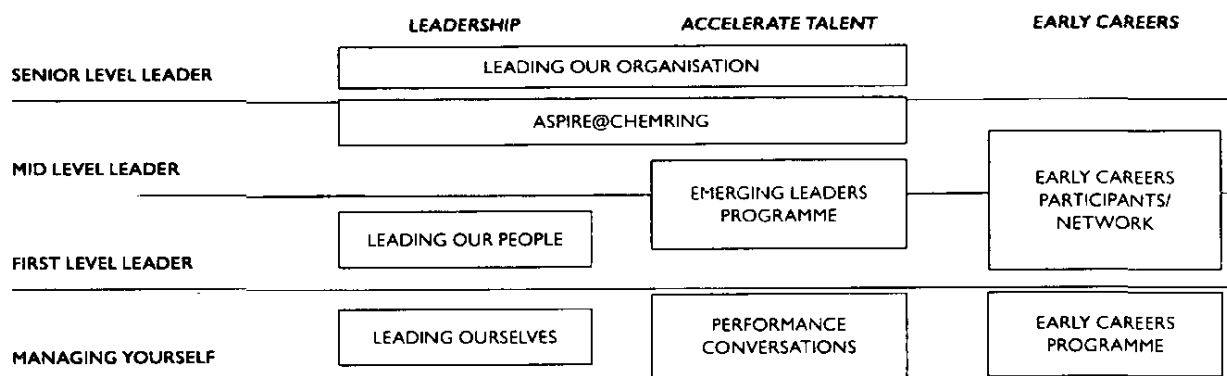 LEADERSHIP
ACCELERATE TALENT
EARLY CAREERS
SENIOR LEVEL LEADER
LEADING OUR ORGANISATION
ASPIRE@CHEMRING
MID LEVEL LEADER
EMERGING LEADERS
PROGRAMME
EARLY CAREERS
PARTICIPANTS/
NETWORK
LEADING OUR PEOPLE
FIRST LEVEL LEADER
MANAGING YOURSELF
LEADING OURSELVES
PERFORMANCE
CONVERSATIONS
EARLY CAREERS
PROGRAMME